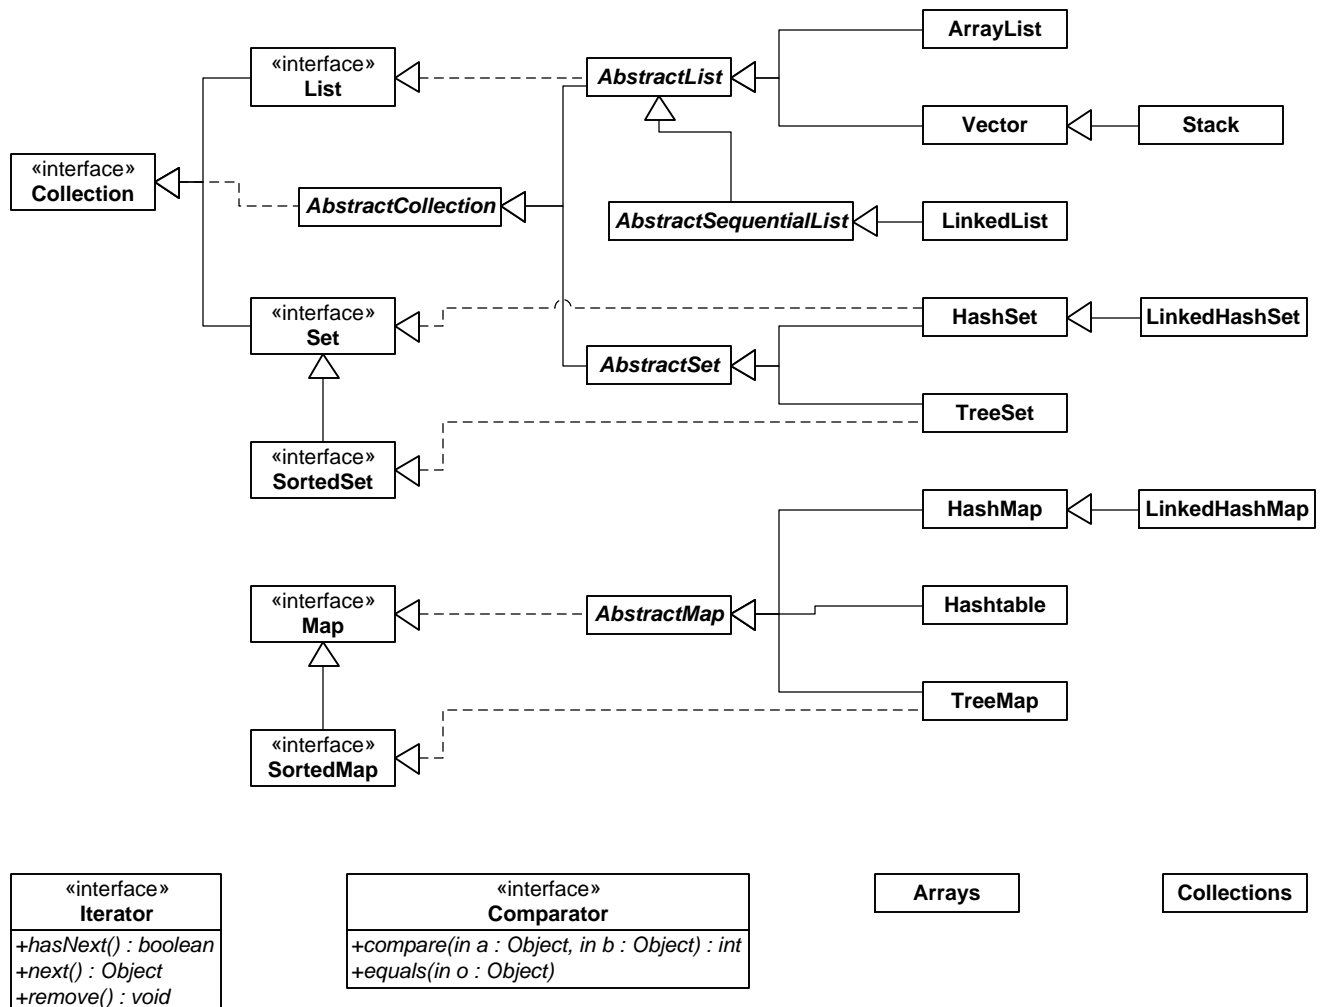 ArrayList
«interface»
List
AbstractList
Vector
Stack
«interface»
Collection
AbstractCollection
AbstractSequentialList
LinkedList
«interface»
Set
HashSet
LinkedHashSet
AbstractSet
TreeSet
«interface»
SortedSet
HashMap
LinkedHashMap
«interface»
Map
AbstractMap
Hashtable
TreeMap
«interface»
SortedMap
«interface»
Iterator
+hasNext() : boolean
+next() : Object
+remove() : void
«interface»
Comparator
+compare(in a : Object, in b : Object) : int
+equals(in o : Object)
Arrays
Collections